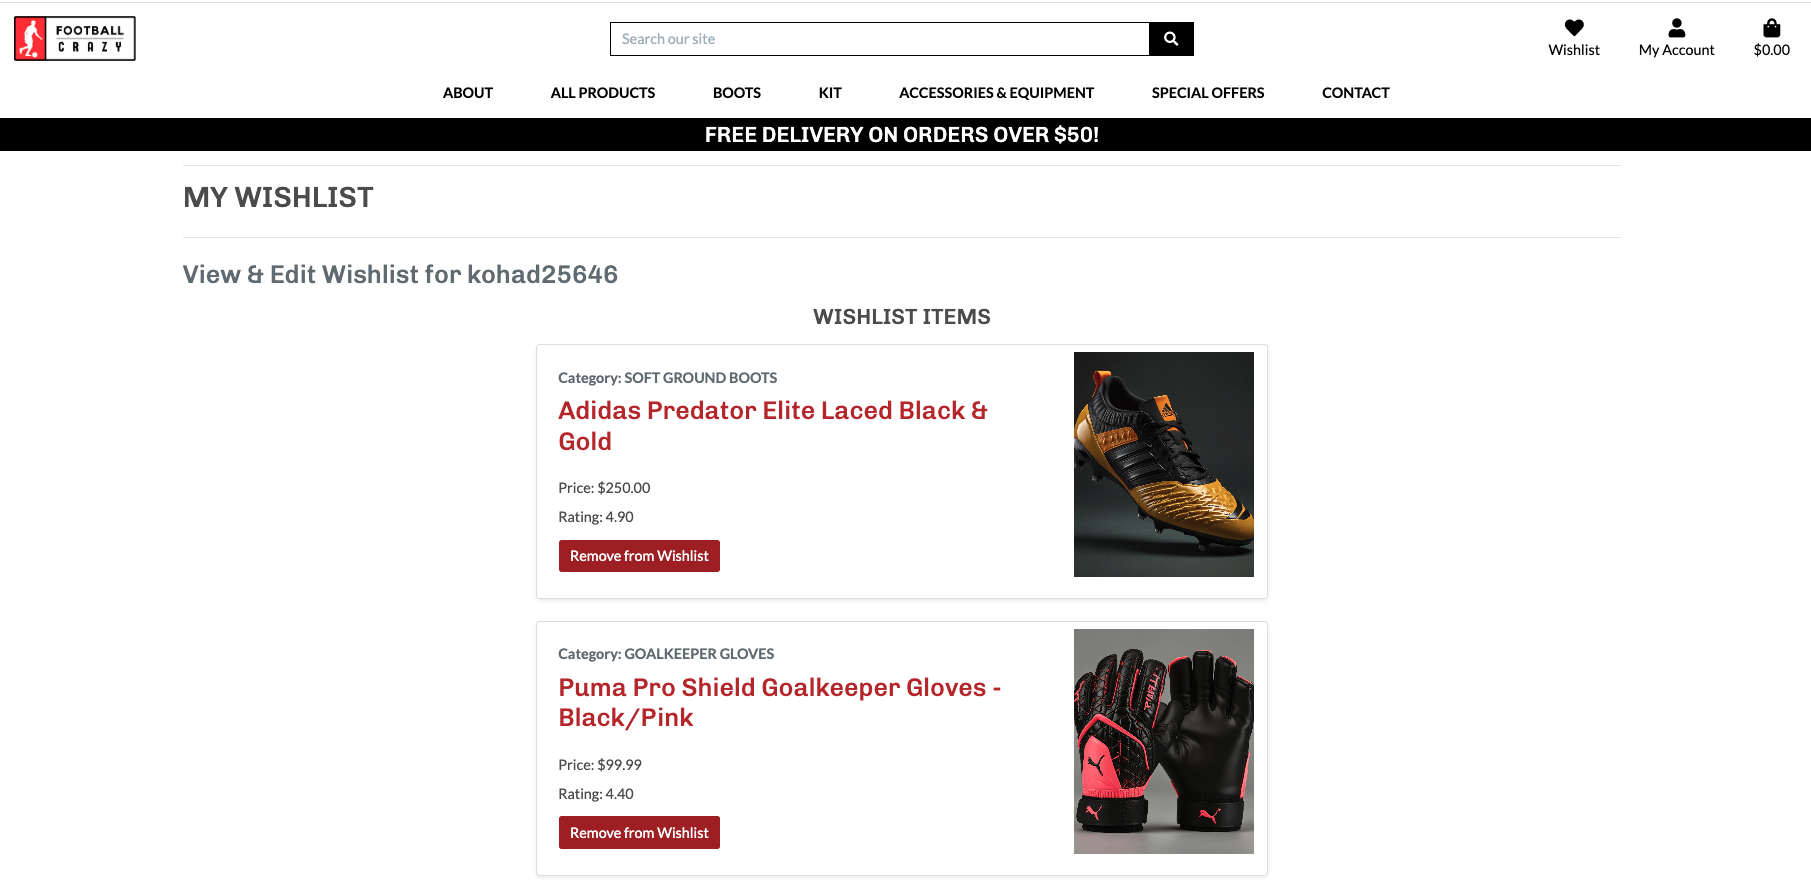 FOOTBALL
CRAZY
Search our site
Wishlist
My Account
$0.00
ABOUT
ALL PRODUCTS
BOOTS
KIT
ACCESSORIES & EQUIPMENT
SPECIAL OFFERS
CONTACT
FREE DELIVERY ON ORDERS OVER $50!
MY WISHLIST
View & Edit Wishlist for kohad25646
WISHLIST ITEMS
Category: SOFT GROUND BOOTS
Adidas Predator Elite Laced Black &
Gold
Price: $250.00
Rating: 4.90
Remove from Wishlist
Category: GOALKEEPER GLOVES
Puma Pro Shield Goalkeeper Gloves -
Black/Pink
Price: $99.99
Rating: 4.40
Remove from Wishlist